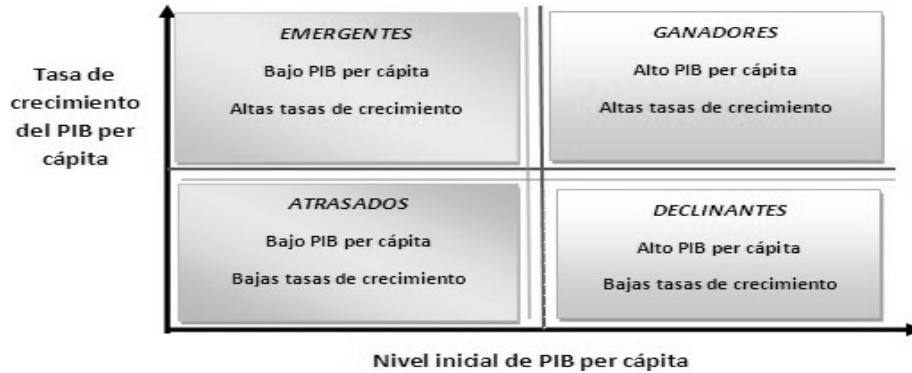 Tasa de
crecimiento
del PIB per
cápita
EMERGENTES
Bajo PIB per cápita
Altas tasas de crecimiento
GANADORES
Alto PIB per cápita
Altas tasas de crecimiento
ATRASADOS
Bajo PIB per cápita
Bajas tasas de crecimiento
DECLINANTES
Alto PIB per cápita
Bajas tasas de crecimiento
Nivel inicial de PIB per cápita